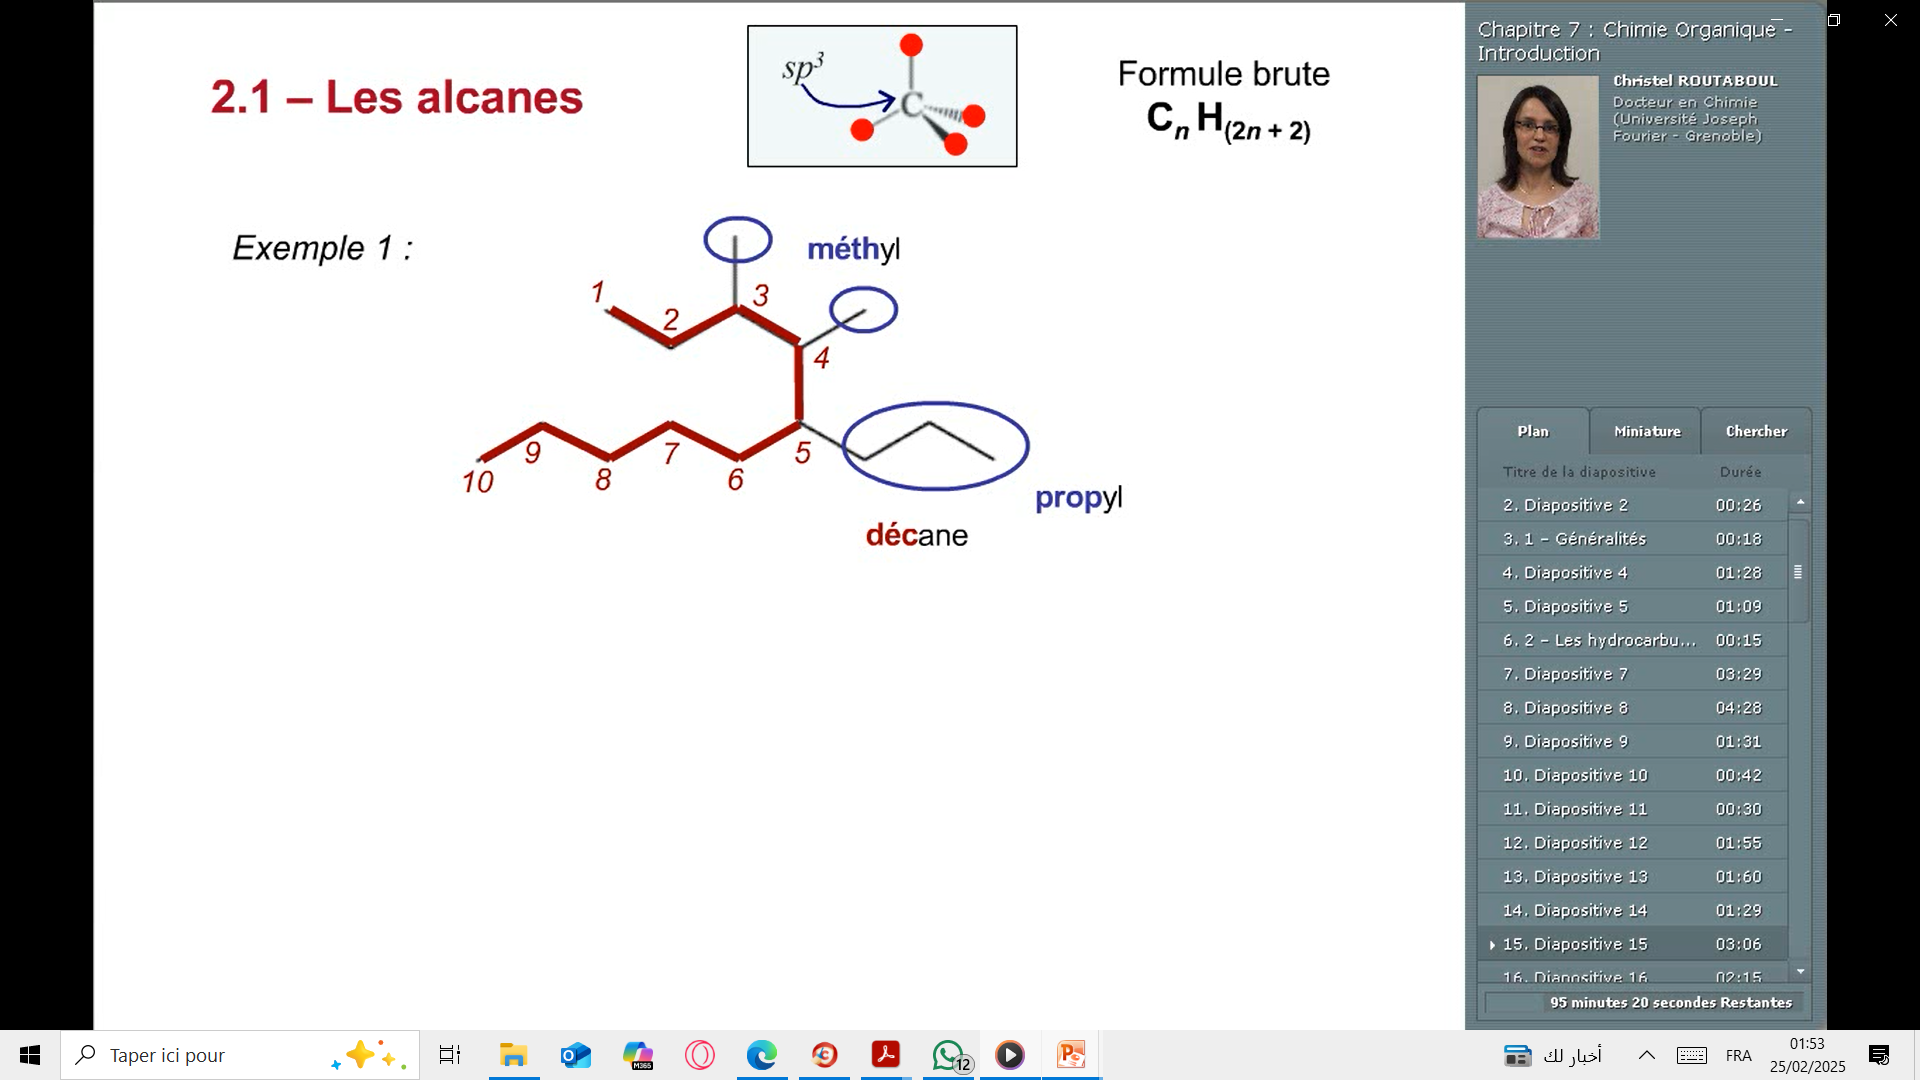 2.1 – Les alcanes
sp³
C
Formule brute
CₙH₍₂ₙ ₊ ₂₎
Exemple 1 :
méthyl
1
2
3
4
5
6
7
8
9
10
propyl
décane
Chapitre 7 : Chimie Organique -
Introduction
Christel ROUTABOUL
Docteur en Chimie
(Université Joseph
Fourier - Grenoble)
Plan Miniature Chercher
Titre de la diapositive Durée
2. Diapositive 2 00:26
3. 1 – Généralités 00:18
4. Diapositive 4 01:28
5. Diapositive 5 01:09
6. 2 – Les hydrocarbu... 00:15
7. Diapositive 7 03:29
8. Diapositive 8 04:28
9. Diapositive 9 01:31
10. Diapositive 10 00:42
11. Diapositive 11 00:30
12. Diapositive 12 01:55
13. Diapositive 13 01:60
14. Diapositive 14 01:29
15. Diapositive 15 03:06
16. Diapositive 16 02:15
95 minutes 20 secondes Restantes
Taper ici pour
M365
12
أخبار لك
FRA
01:53
25/02/2025